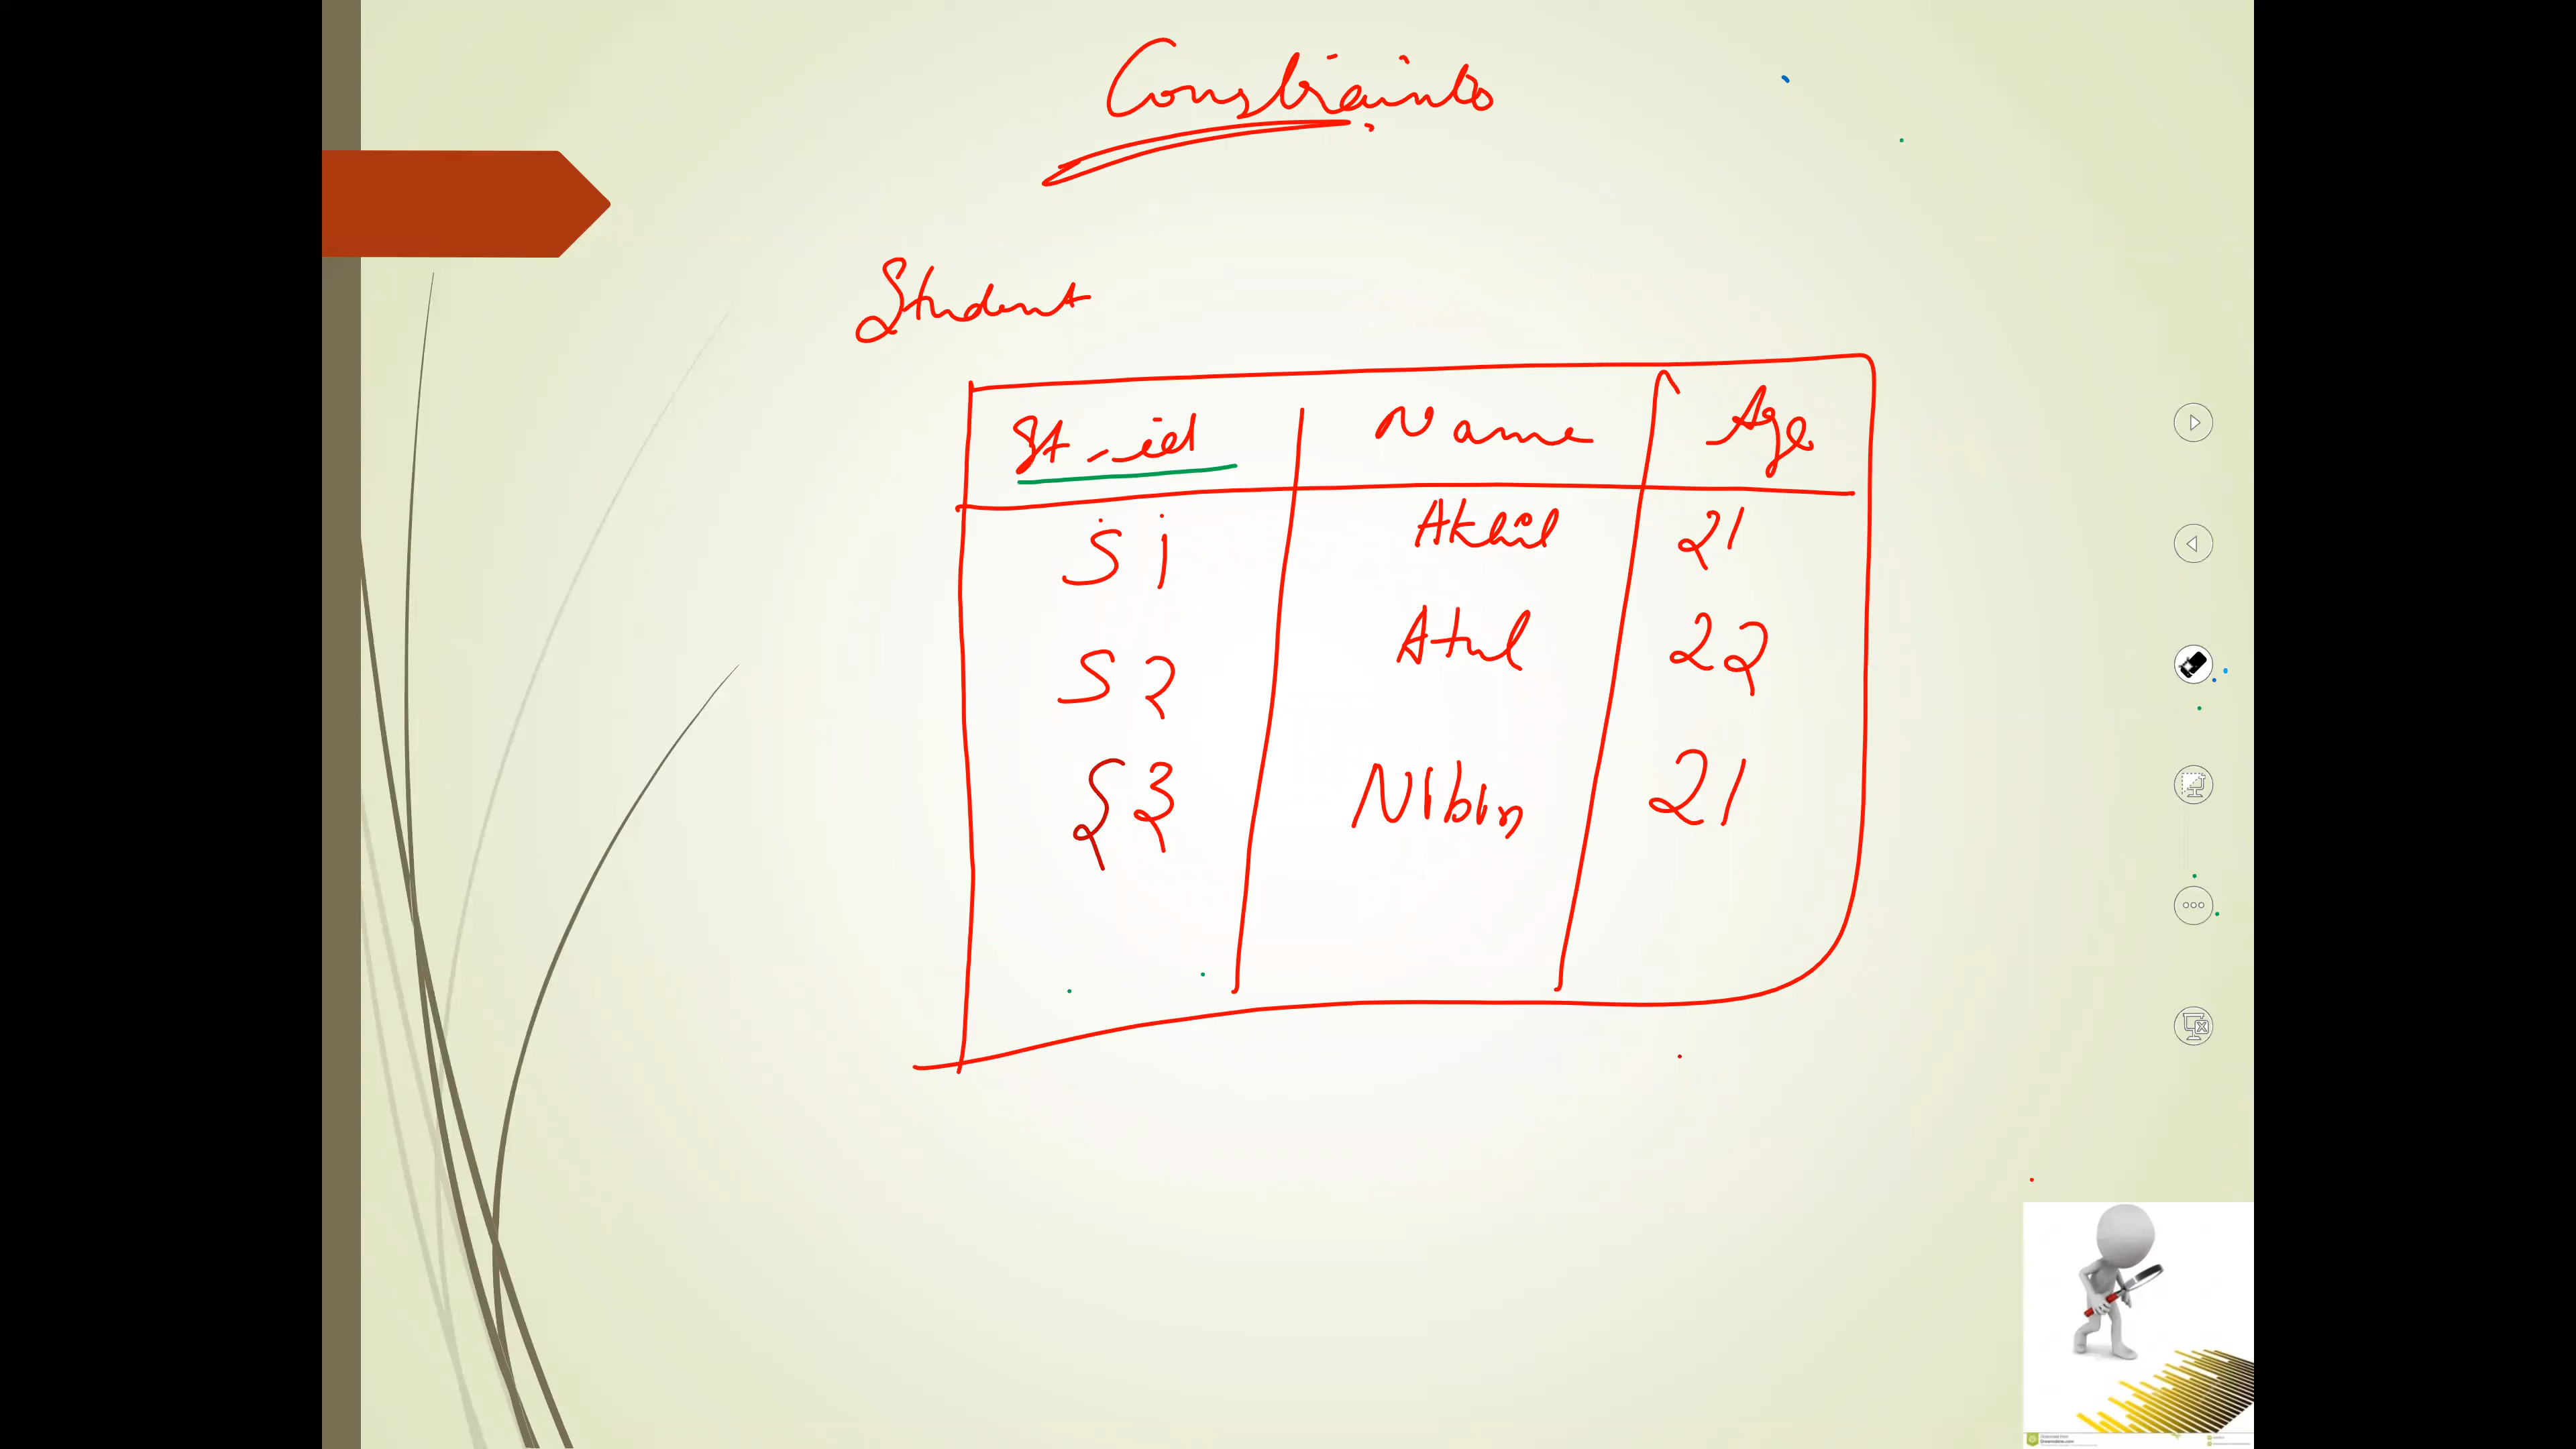 Constraints
Student
St_id Name Age
S1 Akhil 21
S2 Atul 22
S3 Nibin 21